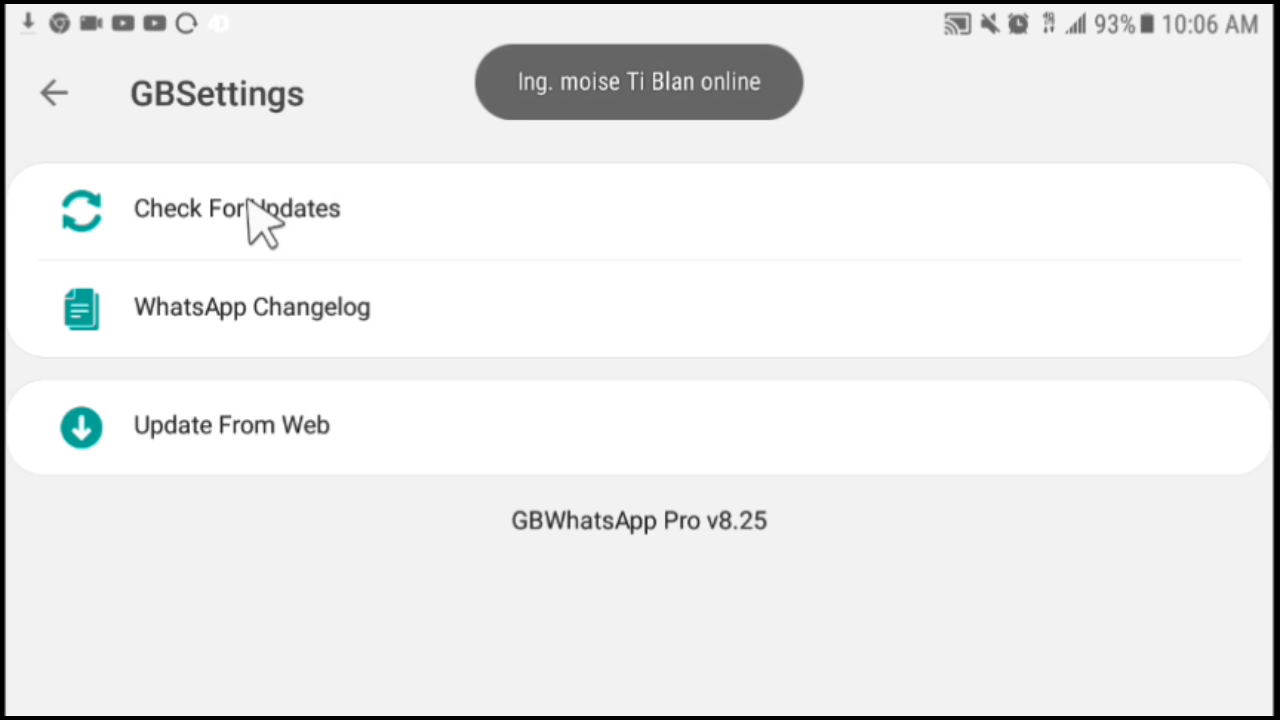 93% 10:06 AM
Ing. moise Ti Blan online
GBSettings
Check For Updates
WhatsApp Changelog
Update From Web
GBWhatsApp Pro v8.25